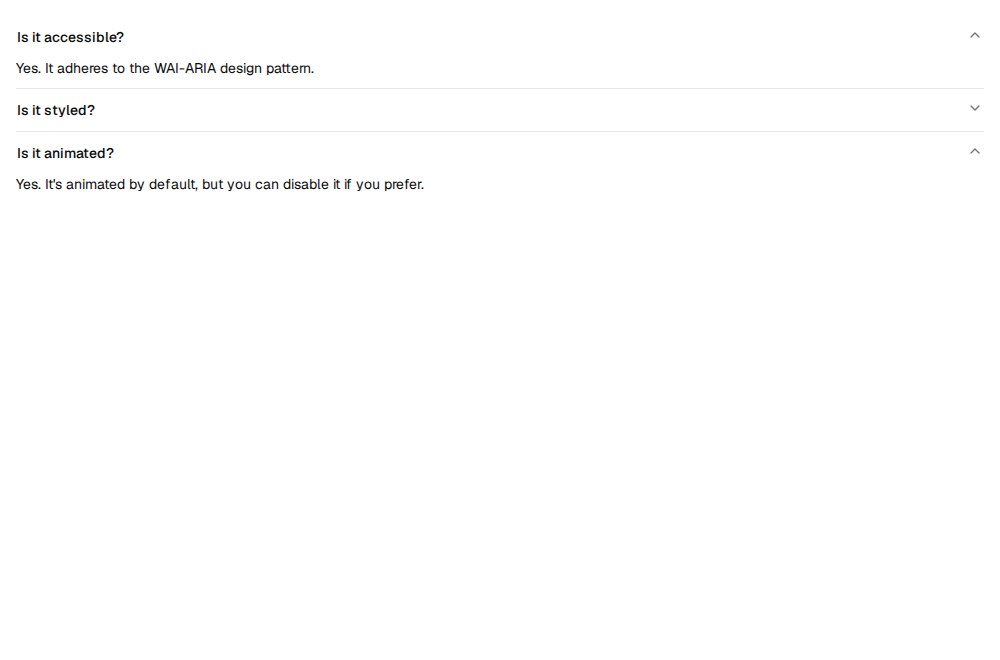 Is it accessible?
Yes. It adheres to the WAI-ARIA design pattern.
Is it styled?
Is it animated?
Yes. It's animated by default, but you can disable it if you prefer.